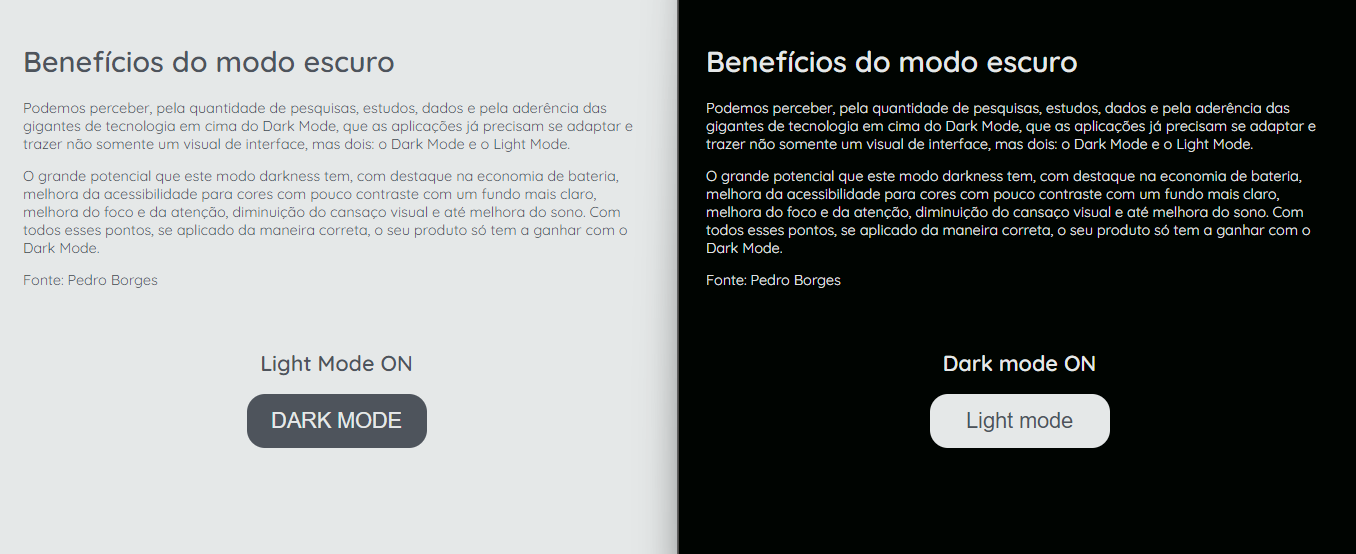 Benefícios do modo escuro
Podemos perceber, pela quantidade de pesquisas, estudos, dados e pela aderência das
gigantes de tecnologia em cima do Dark Mode, que as aplicações já precisam se adaptar e
trazer não somente um visual de interface, mas dois: o Dark Mode e o Light Mode.
O grande potencial que este modo darkness tem, com destaque na economia de bateria,
melhora da acessibilidade para cores com pouco contraste com um fundo mais claro,
melhora do foco e da atenção, diminuição do cansaço visual e até melhora do sono. Com
todos esses pontos, se aplicado da maneira correta, o seu produto só tem a ganhar com o
Dark Mode.
Fonte: Pedro Borges
Light Mode ON
DARK MODE
Benefícios do modo escuro
Podemos perceber, pela quantidade de pesquisas, estudos, dados e pela aderência das
gigantes de tecnologia em cima do Dark Mode, que as aplicações já precisam se adaptar e
trazer não somente um visual de interface, mas dois: o Dark Mode e o Light Mode.
O grande potencial que este modo darkness tem, com destaque na economia de bateria,
melhora da acessibilidade para cores com pouco contraste com um fundo mais claro,
melhora do foco e da atenção, diminuição do cansaço visual e até melhora do sono. Com
todos esses pontos, se aplicado da maneira correta, o seu produto só tem a ganhar com o
Dark Mode.
Fonte: Pedro Borges
Dark mode ON
Light mode